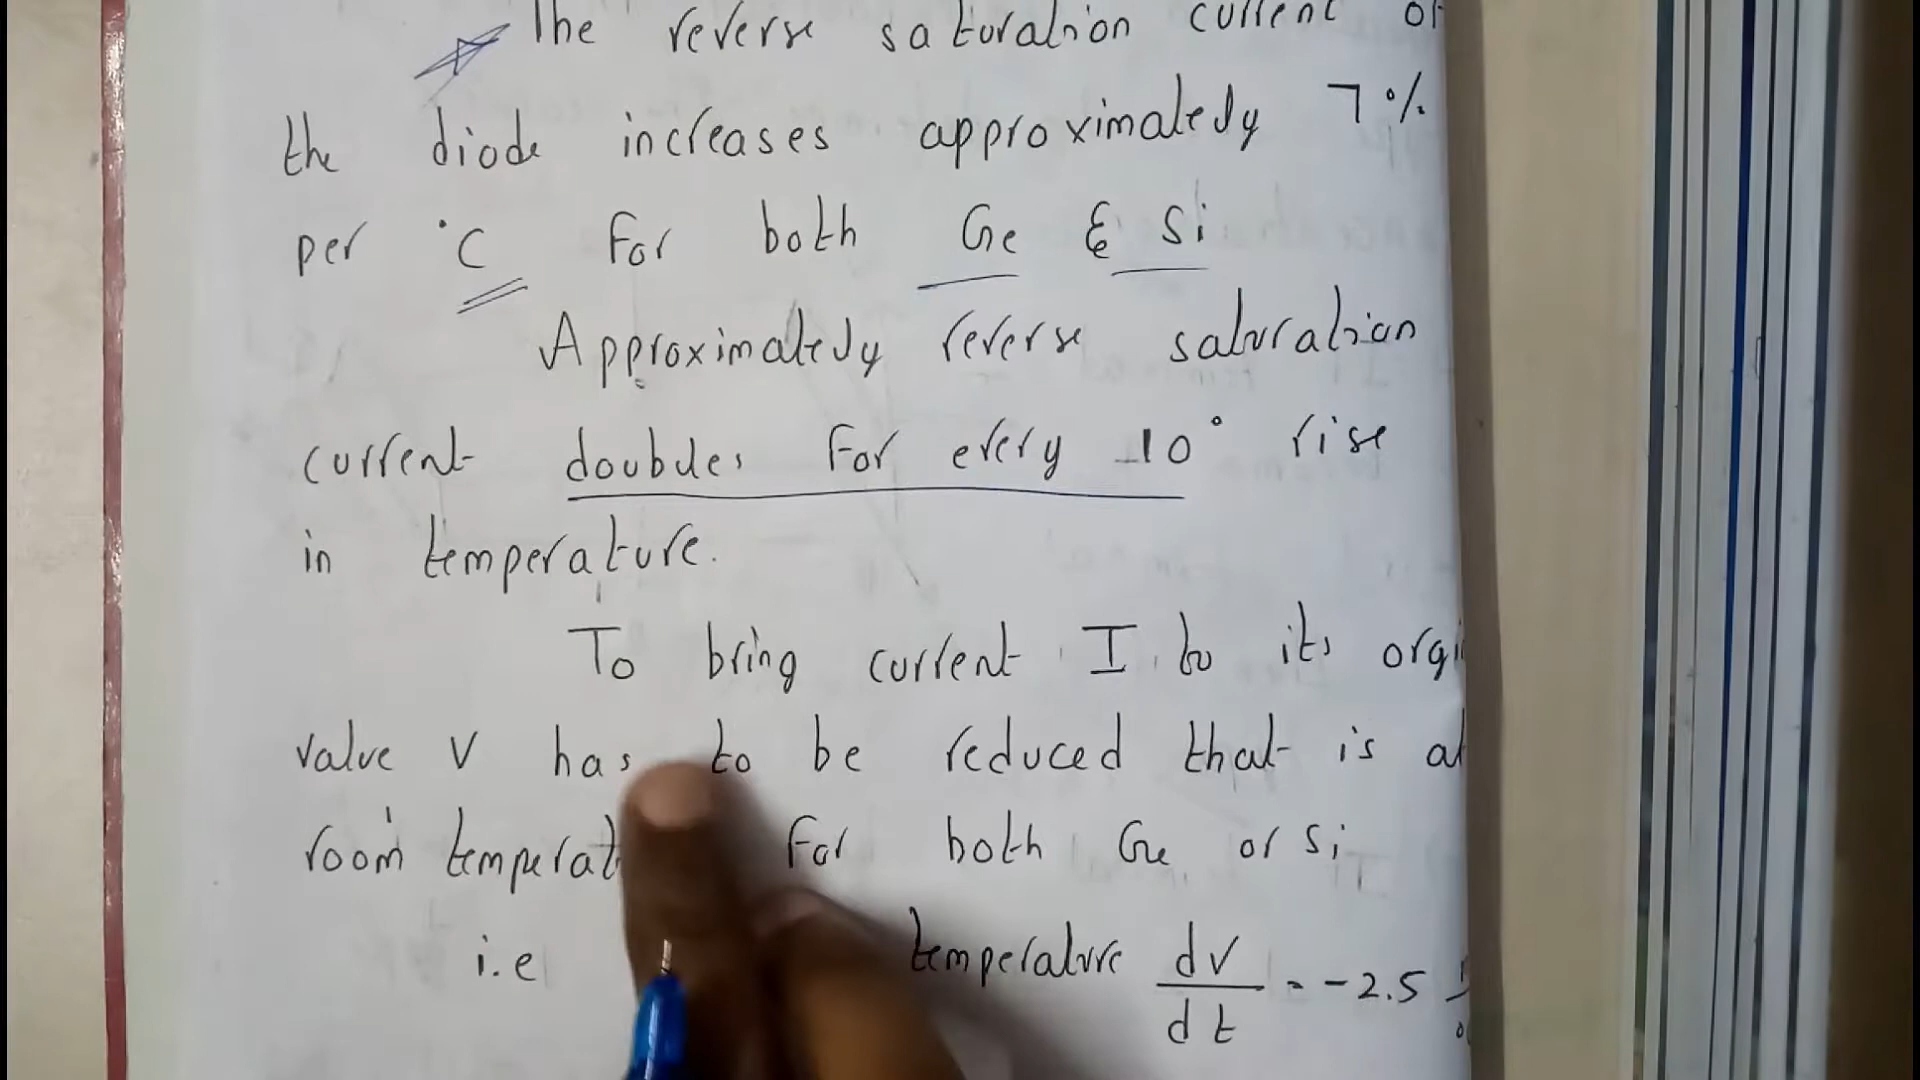 The reverse saturation current of
the diode increases approximately 7%
per °C for both Ge & Si
Approximately reverse saturation
current doubles for every 10° rise
in temperature.
To bring current I to its
value V has to be reduced that is at
room for both Ge or Si
i.e temperature dv/dt = -2.5